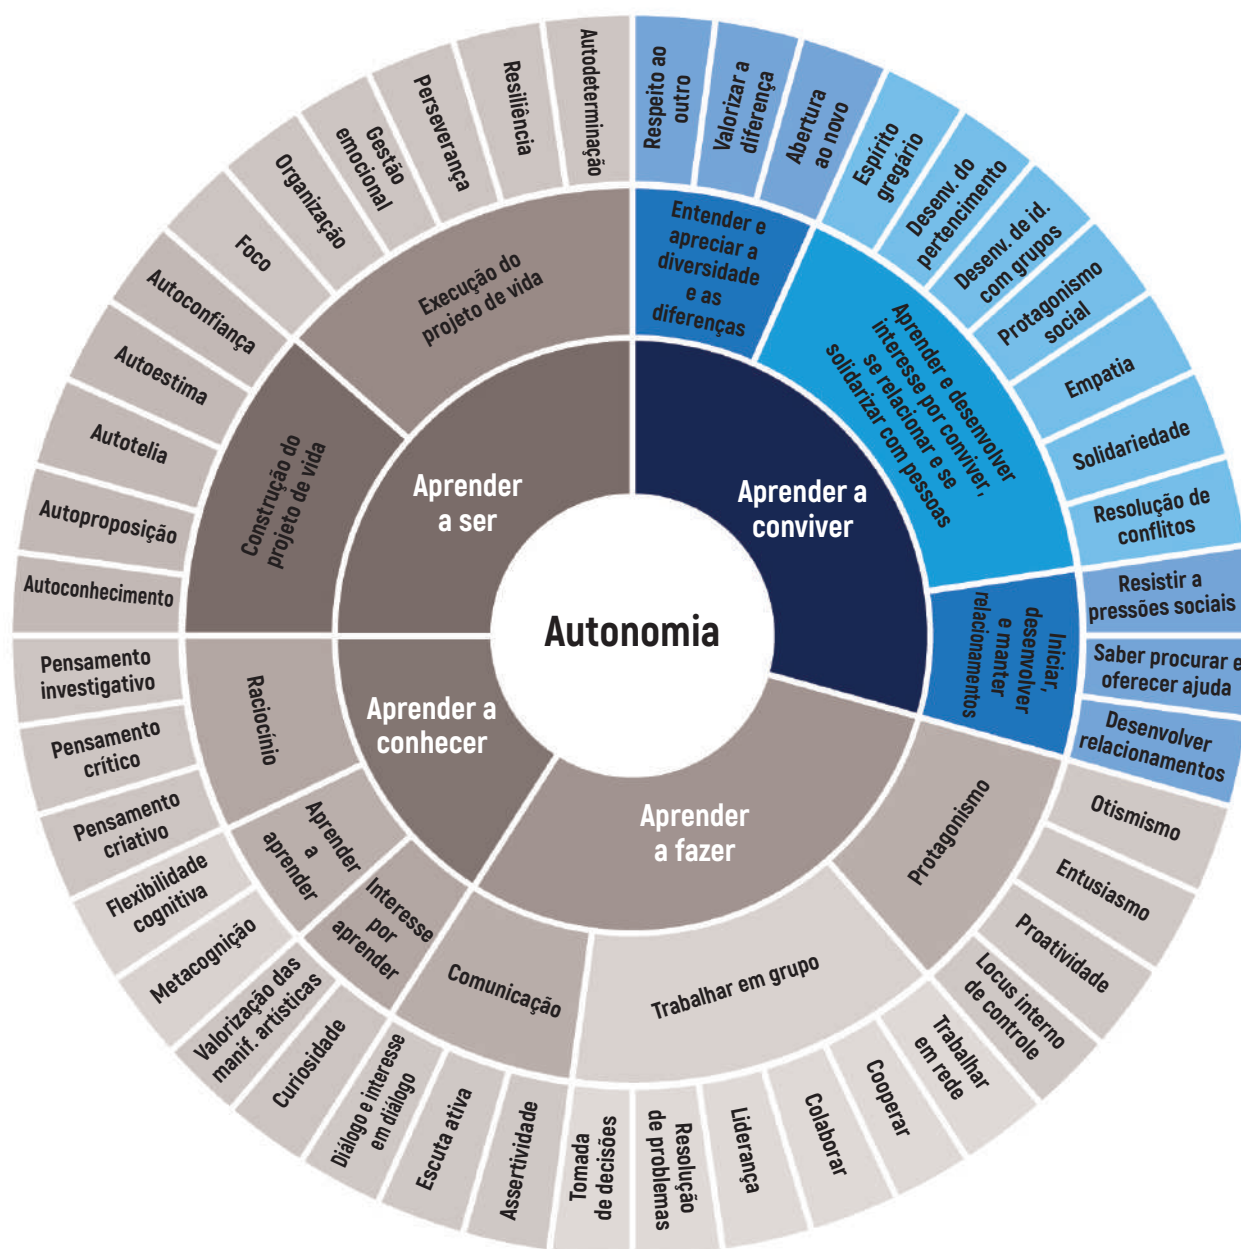 Autonomia
Aprender a
conviver
Entender e
apreciar a
diversidade
e as
diferenças
Respeito ao
outro
Valorizar a
diferença
Abertura
ao novo
Aprender e desenvolver
interesse por conviver,
se relacionar e se
solidarizar com pessoas
Espírito
gregário
Desenv. do
pertencimento
Desenv. de id.
com grupos
Protagonismo
social
Empatia
Solidariedade
Resolução de
conflitos
Iniciar,
desenvolver
e manter
relacionamentos
Resistir a
pressões sociais
Saber procurar e
oferecer ajuda
Desenvolver
relacionamentos
Aprender
a fazer
Protagonismo
Otismismo
Entusiasmo
Proatividade
Locus interno
de controle
Trabalhar em grupo
Trabalhar
em rede
Cooperar
Colaborar
Liderança
Resolução
de problemas
Tomada
de decisões
Comunicação
Assertividade
Escuta ativa
Diálogo e interesse
em diálogo
Aprender a
conhecer
Interesse
por
aprender
Curiosidade
Valorização das
manif. artísticas
Aprender
a
aprender
Metacognição
Flexibilidade
cognitiva
Raciocínio
Pensamento
criativo
Pensamento
crítico
Pensamento
investigativo
Aprender
a ser
Construção do
projeto de vida
Autoconhecimento
Autoproposição
Autotelia
Autoestima
Autoconfiança
Execução do
projeto de vida
Foco
Organização
Gestão
emocional
Perseverança
Resiliência
Autodeterminação